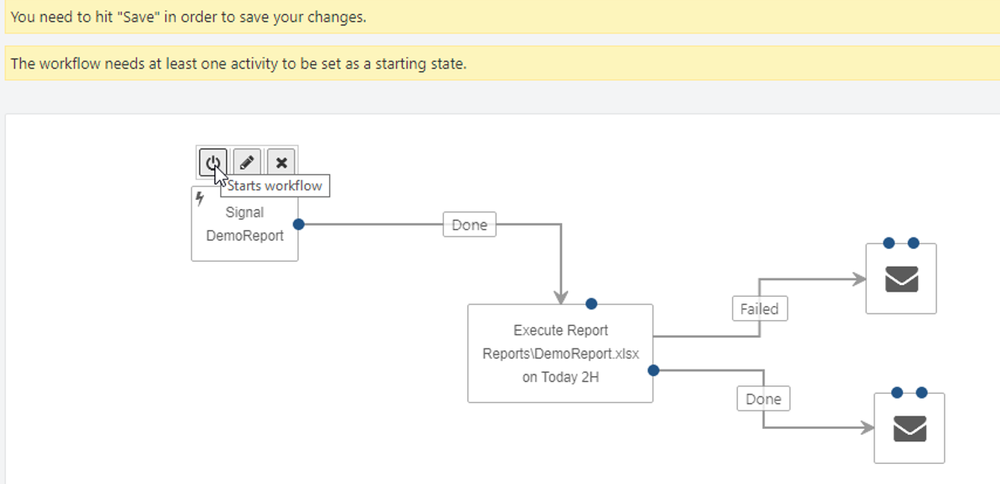 You need to hit "Save" in order to save your changes.
The workflow needs at least one activity to be set as a starting state.
Starts workflow
Signal
DemoReport
Done
Execute Report
Reports\DemoReport.xlsx
on Today 2H
Failed
Done